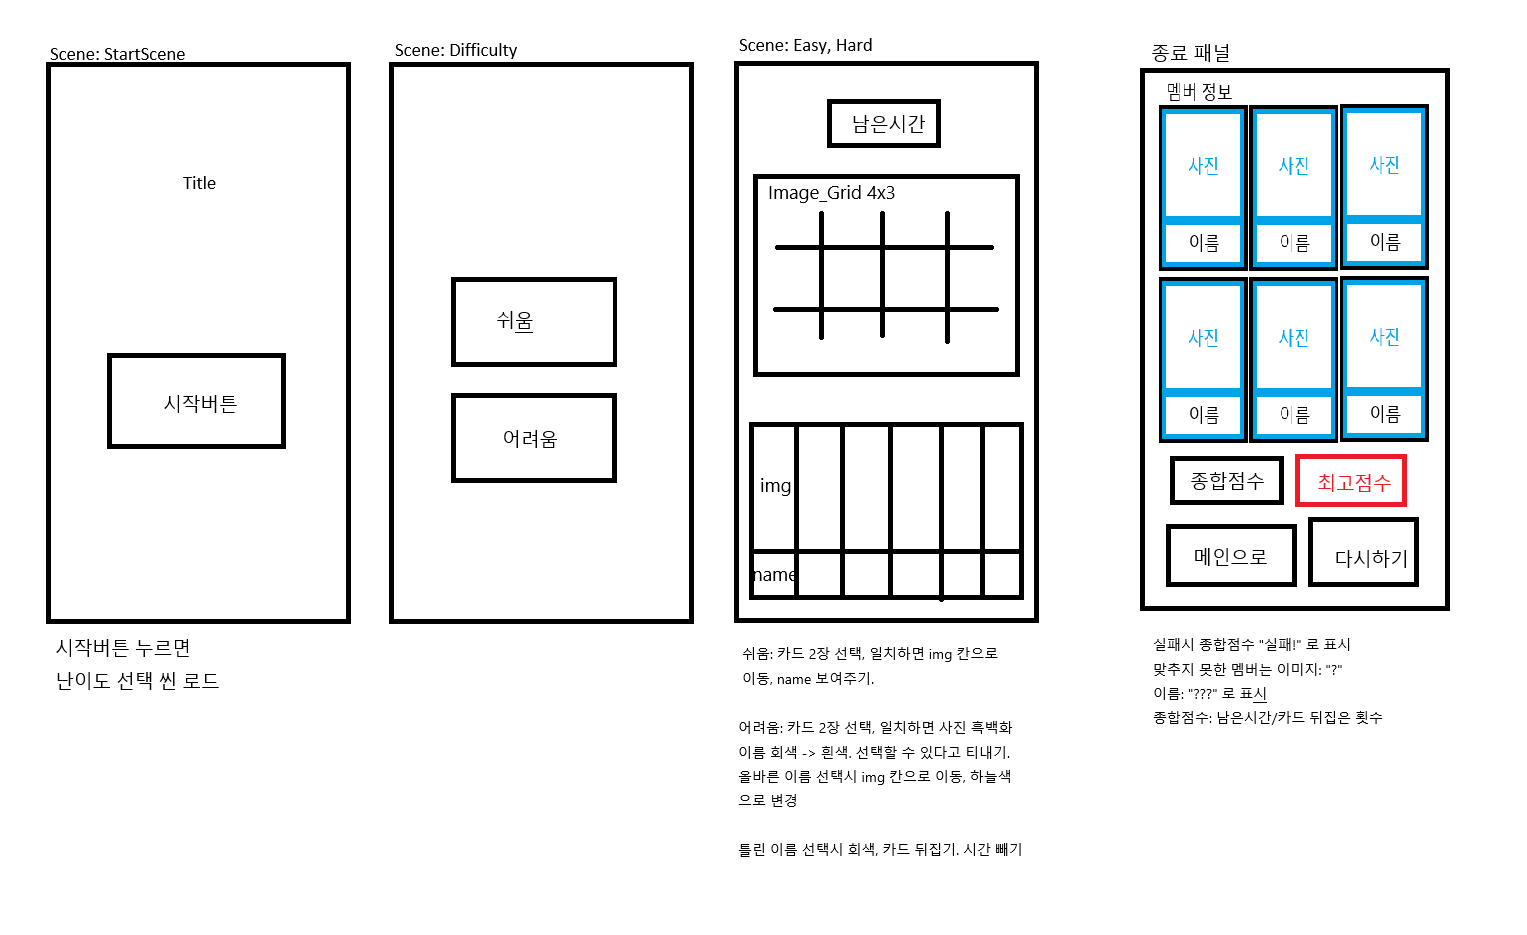 Scene: StartScene
Title
시작버튼
시작버튼 누르면
난이도 선택 씬 로드
Scene: Difficulty
쉬움
어려움
Scene: Easy, Hard
남은시간
Image_Grid 4x3
img
name
쉬움: 카드 2장 선택, 일치하면 img 칸으로
이동, name 보여주기.
어려움: 카드 2장 선택, 일치하면 사진 흑백화
이름 회색 -> 흰색. 선택할 수 있다고 티내기.
올바른 이름 선택시 img 칸으로 이동, 하늘색
으로 변경
틀린 이름 선택시 회색, 카드 뒤집기. 시간 빼기
종료 패널
멤버 정보
사진 사진 사진
이름 이름 이름
사진 사진 사진
이름 이름 이름
종합점수 최고점수
메인으로 다시하기
실패시 종합점수 "실패!" 로 표시
맞추지 못한 멤버는 이미지: "?"
이름: "???" 로 표시
종합점수: 남은시간/카드 뒤집은 횟수